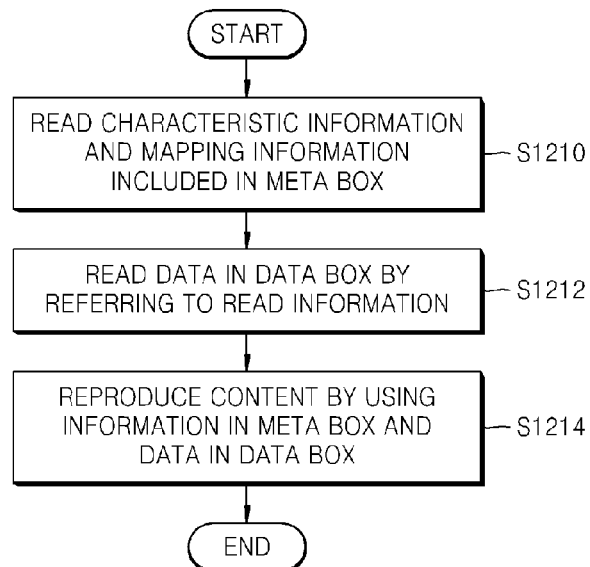 START
READ CHARACTERISTIC INFORMATION
AND MAPPING INFORMATION
INCLUDED IN META BOX
S1210
READ DATA IN DATA BOX BY
REFERRING TO READ INFORMATION
S1212
REPRODUCE CONTENT BY USING
INFORMATION IN META BOX AND
DATA IN DATA BOX
S1214
END